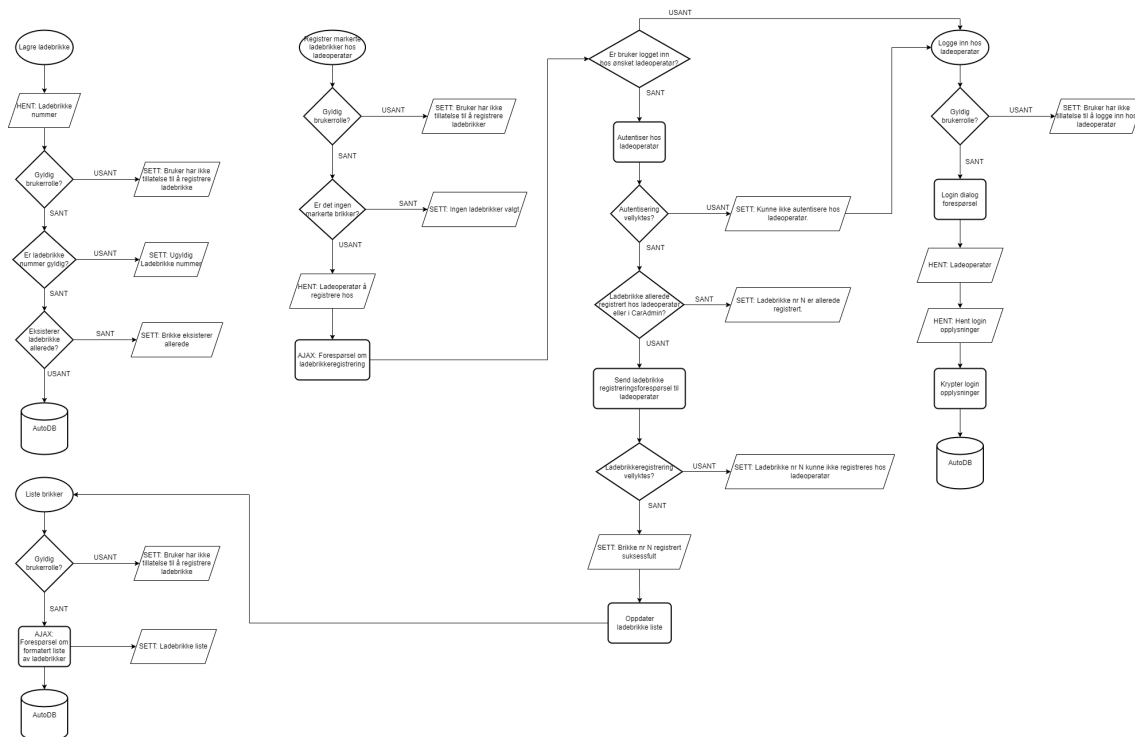 Lagre ladebrikke
HENT: Ladebrikke
nummer
Gyldig
brukerrolle?
USANT
SETT: Bruker har ikke
tillatelse til å registrere
ladebrikke
SANT
Er ladebrikke
nummer gyldig?
USANT
SETT: Ugyldig
Ladebrikke nummer
SANT
Eksisterer
ladebrikke
allerede?
SANT
SETT: Brikke eksisterer
allerede
USANT
AutoDB
Liste brikker
Gyldig
brukerrolle?
USANT
SETT: Bruker har ikke
tillatelse til å registrere
ladebrikke
SANT
AJAX:
Forespørsel om
formatert liste
av ladebrikker
SETT: Ladebrikke liste
AutoDB
Registrer markerte
ladebrikker hos
ladeoperatør
Gyldig
brukerrolle?
USANT
SETT: Bruker har ikke
tillatelse til å registrere
ladebrikker
SANT
Er det ingen
markerte brikker?
SANT
SETT: Ingen ladebrikker valgt.
USANT
HENT: Ladeoperatør å
registrere hos
AJAX: Forespørsel om
ladebrikkeregistrering
USANT
Er bruker logget inn
hos ønsket ladeoperatør?
SANT
Autentiser hos
ladeoperatør
Autentisering
vellyktes?
USANT
SETT: Kunne ikke autentisere hos
ladeoperatør.
SANT
Ladebrikke allerede
registrert hos ladeoperatør
eller i CarAdmin?
SANT
SETT: Ladebrikke nr N er allerede
registrert.
USANT
Send ladebrikke
registreringsforespørsel til
ladeoperatør
Ladebrikkeregistrering
vellyktes?
USANT
SETT: Ladebrikke nr N kunne ikke registreres hos
ladeoperatør
SANT
SETT: Brikke nr N registrert
suksessfult
Oppdater
ladebrikke liste
Logge inn hos
ladeoperatør
Gyldig
brukerrolle?
USANT
SETT: Bruker har ikke
tillatelse til å logge inn hos
ladeoperatør
SANT
Login dialog
forespørsel
HENT: Ladeoperatør
HENT: Hent login
opplysninger
Krypter login
opplysninger
AutoDB